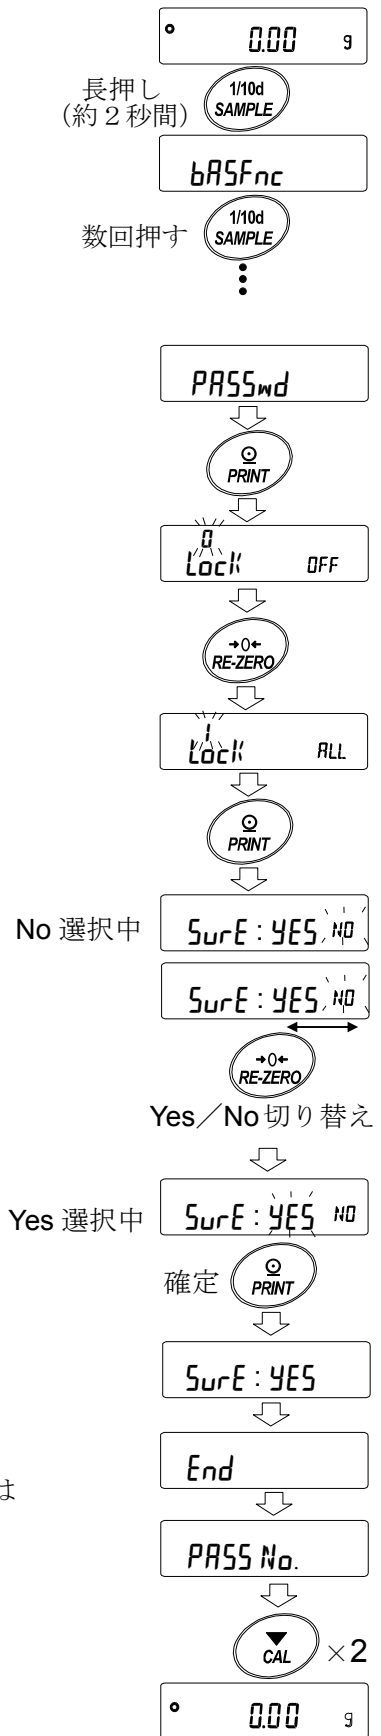 0.00 g
長押し
(約2秒間)
1/10d
SAMPLE
bASFnc
数回押す
1/10d
SAMPLE
PASSwd
PRINT
0
Lock OFF
→0←
RE-ZERO
1
Lock ALL
PRINT
No 選択中
SurE:YES NO
SurE:YES NO
→0←
RE-ZERO
Yes/No切り替え
Yes 選択中
SurE:YES NO
確定
PRINT
SurE:YES
End
は
PASS No.
CAL
×2
0.00 g